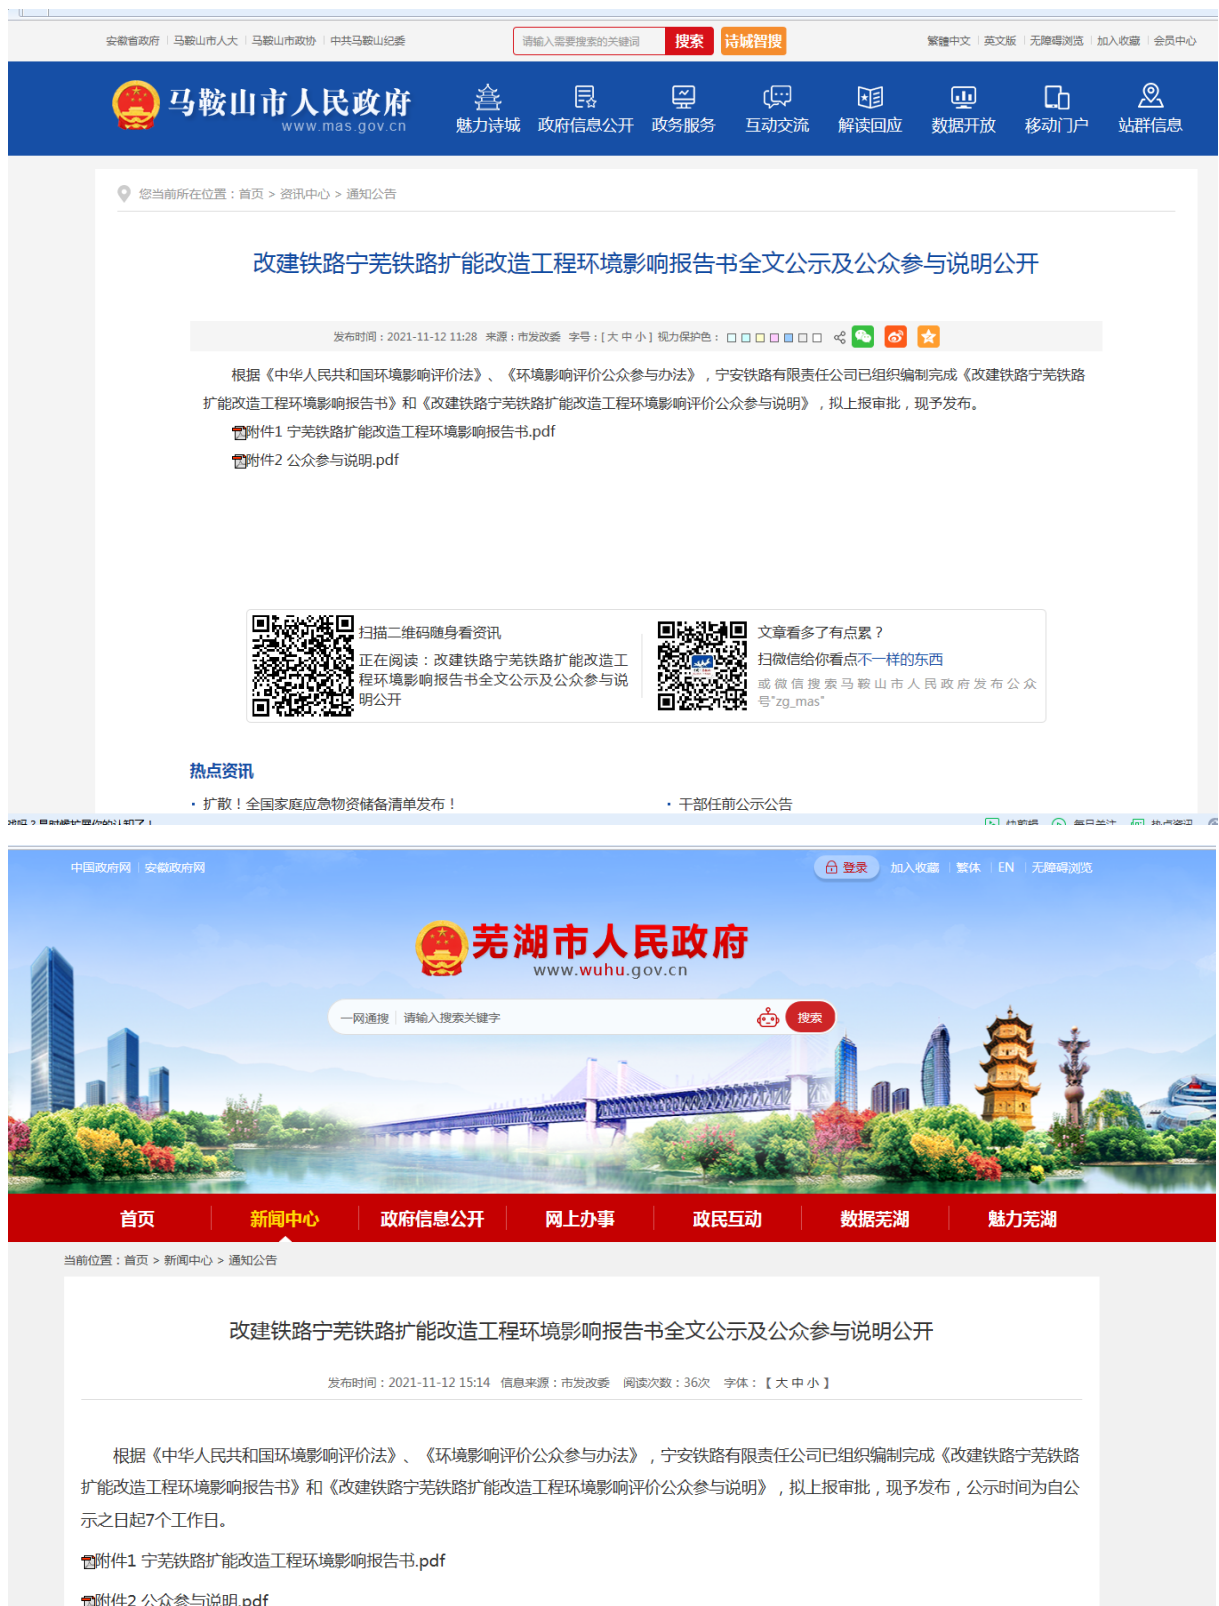 安徽省政府 马鞍山市人大 马鞍山市政协 中共马鞍山纪委 请输入需要搜索的关键词 搜索 诗城智搜 繁體中文 英文版 无障碍浏览 加入收藏 会员中心
马鞍山市人民政府
www.mas.gov.cn
魅力诗城 政府信息公开 政务服务 互动交流 解读回应 数据开放 移动门户 站群信息
您当前所在位置：首页 > 资讯中心 > 通知公告
改建铁路宁芜铁路扩能改造工程环境影响报告书全文公示及公众参与说明公开
发布时间：2021-11-12 11:28 来源：市发改委 字号：[ 大 中 小 ] 视力保护色：
根据《中华人民共和国环境影响评价法》、《环境影响评价公众参与办法》，宁安铁路有限责任公司已组织编制完成《改建铁路宁芜铁路
扩能改造工程环境影响报告书》和《改建铁路宁芜铁路扩能改造工程环境影响评价公众参与说明》，拟上报审批，现予发布。
附件1 宁芜铁路扩能改造工程环境影响报告书.pdf
附件2 公众参与说明.pdf
扫描二维码随身看资讯
正在阅读：改建铁路宁芜铁路扩能改造工
程环境影响报告书全文公示及公众参与说
明公开
文章看多了有点累？
扫微信给你看点不一样的东西
或微信搜索马鞍山市人民政府发布公众
号"zg_mas"
热点资讯
· 扩散！全国家庭应急物资储备清单发布！
· 干部任前公示公告
中国政府网 安徽政府网 登录 加入收藏 繁体 EN 无障碍浏览
芜湖市人民政府
www.wuhu.gov.cn
一网通搜 请输入搜索关键字 搜索
首页 新闻中心 政府信息公开 网上办事 政民互动 数据芜湖 魅力芜湖
当前位置：首页 > 新闻中心 > 通知公告
改建铁路宁芜铁路扩能改造工程环境影响报告书全文公示及公众参与说明公开
发布时间：2021-11-12 15:14 信息来源：市发改委 阅读次数：36次 字体：【 大 中 小 】
根据《中华人民共和国环境影响评价法》、《环境影响评价公众参与办法》，宁安铁路有限责任公司已组织编制完成《改建铁路宁芜铁路
扩能改造工程环境影响报告书》和《改建铁路宁芜铁路扩能改造工程环境影响评价公众参与说明》，拟上报审批，现予发布，公示时间为自公
示之日起7个工作日。
附件1 宁芜铁路扩能改造工程环境影响报告书.pdf
附件2 公众参与说明.pdf